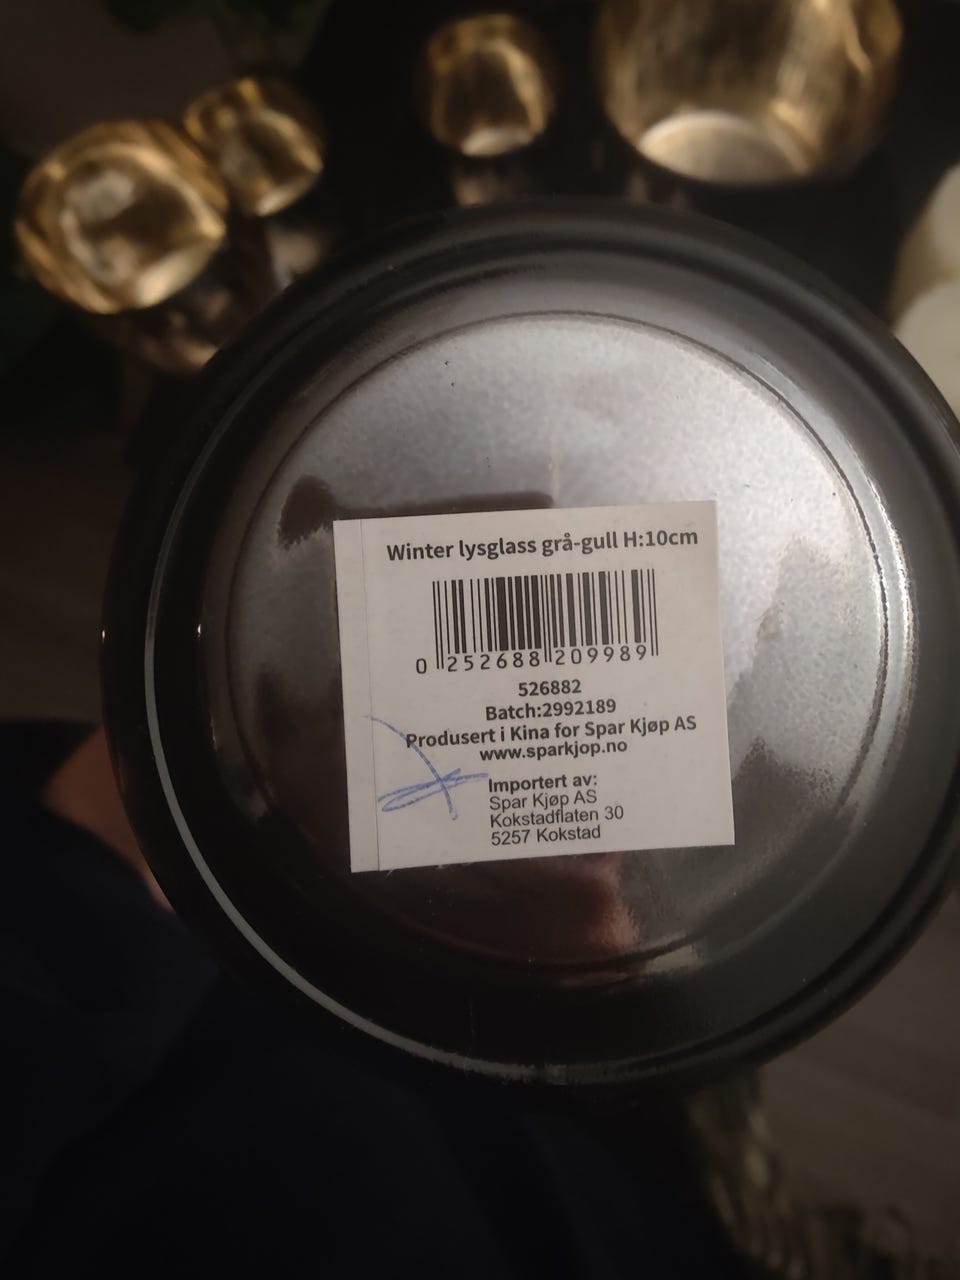 Winter lysglass grå-gull H:10cm
0 252688 209989
526882
Batch:2992189
Produsert i Kina for Spar Kjøp AS
www.sparkjop.no
Importert av:
Spar Kjøp AS
Kokstadflaten 30
5257 Kokstad